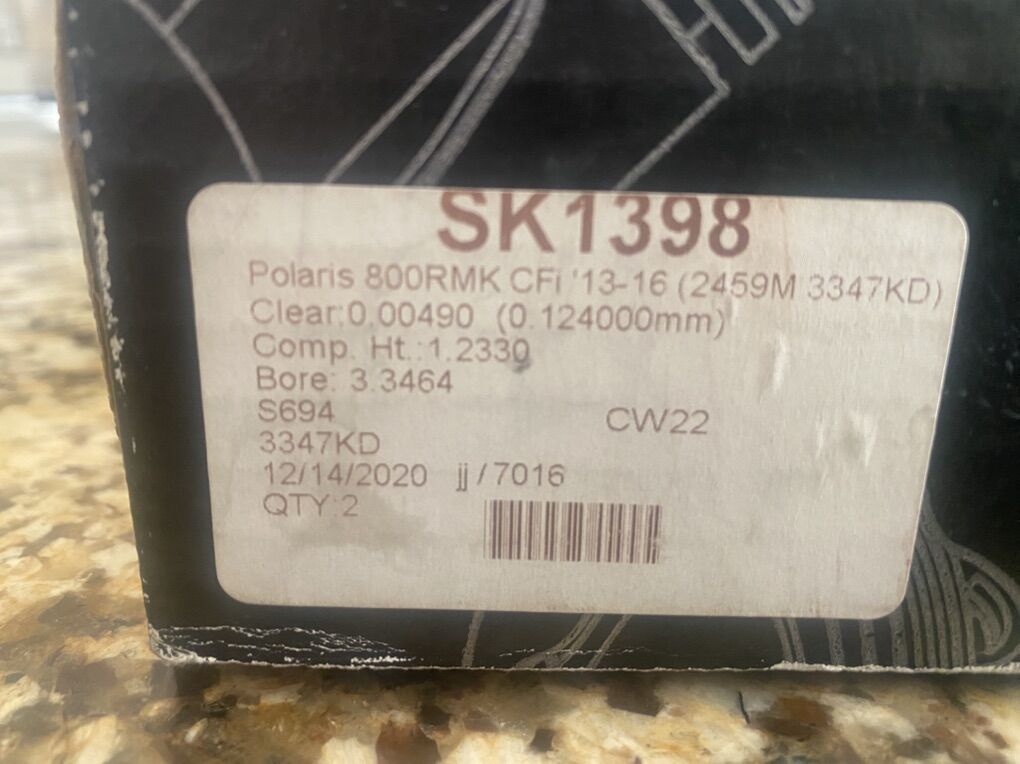 SK1398
Polaris 800RMK CFi '13-16 (2459M 3347KD)
Clear:0.00490 (0.124000mm)
Comp. Ht.:1.2330
Bore: 3.3464
S694
CW22
3347KD
12/14/2020 jj/7016
QTY:2